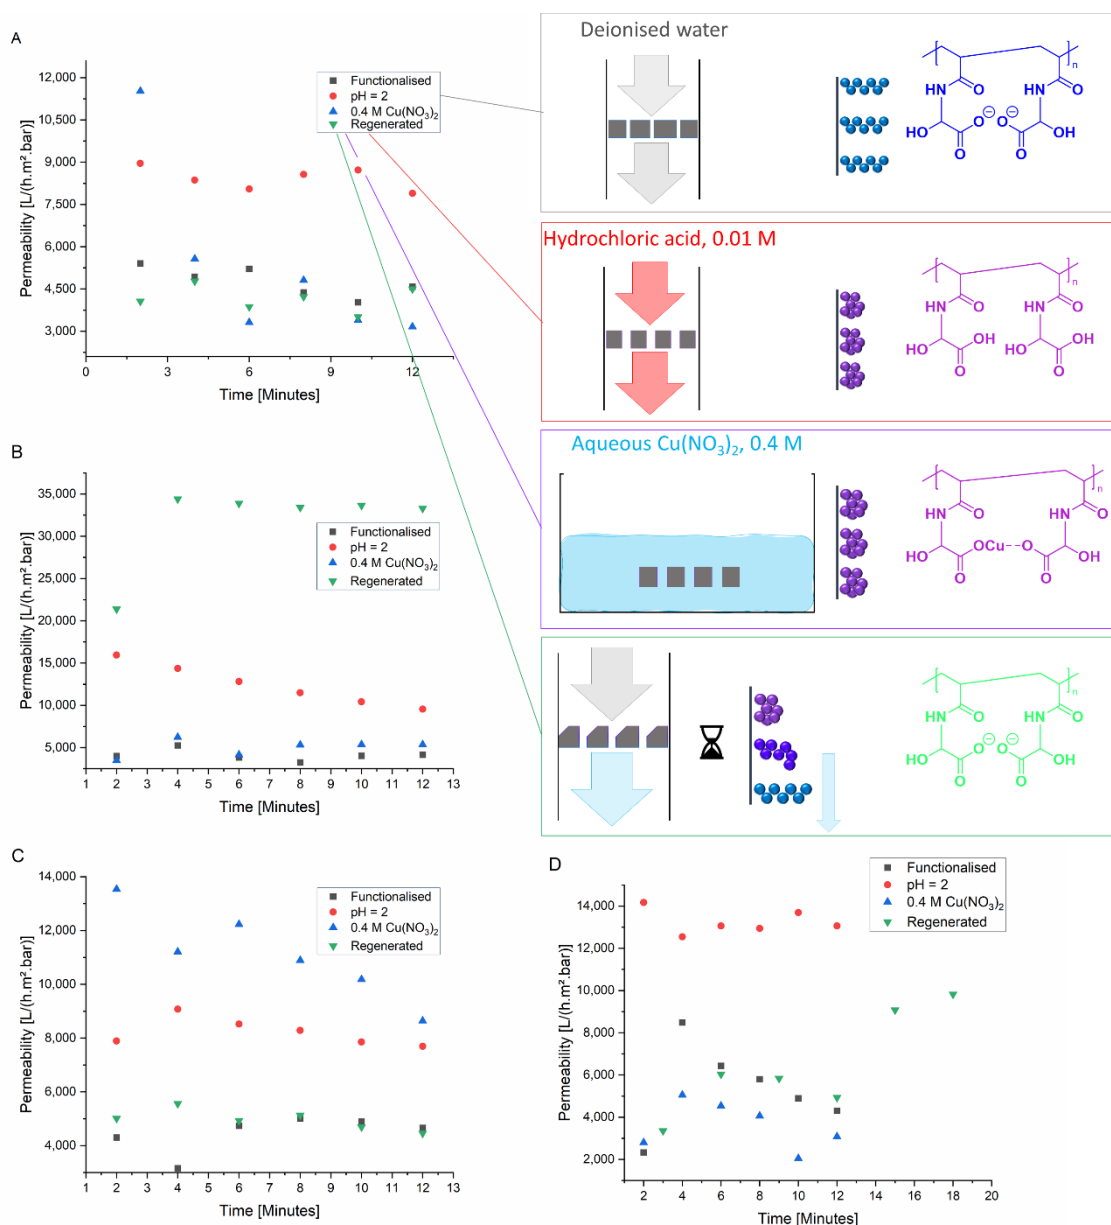 A
Permeability [L/(h.m².bar)]
12,000
10,500
9,000
7,500
6,000
4,500
3,000
0
3
6
9
12
Time [Minutes]
Functionalised
pH = 2
0.4 M Cu(NO₃)₂
Regenerated
Deionised water
n
HN
O
NH
O
HO
O⊖
⊖O
OH
O
O
Hydrochloric acid, 0.01 M
n
HN
O
NH
O
HO
OH
HO
OH
O
O
Aqueous Cu(NO₃)₂, 0.4 M
n
HN
O
NH
O
HO
OCu---O
OH
O
O
n
HN
O
NH
O
HO
O⊖
⊖O
OH
O
O
B
Permeability [L/(h.m².bar)]
35,000
30,000
25,000
20,000
15,000
10,000
5,000
1 2 3 4 5 6 7 8 9 10 11 12 13
Time [Minutes]
Functionalised
pH = 2
0.4 M Cu(NO₃)₂
Regenerated
C
Permeability [L/(h.m².bar)]
14,000
12,000
10,000
8,000
6,000
4,000
1 2 3 4 5 6 7 8 9 10 11 12 13
Time [Minutes]
Functionalised
pH = 2
0.4 M Cu(NO₃)₂
Regenerated
D
Permeability [L/(h.m².bar)]
14,000
12,000
10,000
8,000
6,000
4,000
2,000
2 4 6 8 10 12 14 16 18 20
Time [Minutes]
Functionalised
pH = 2
0.4 M Cu(NO₃)₂
Regenerated